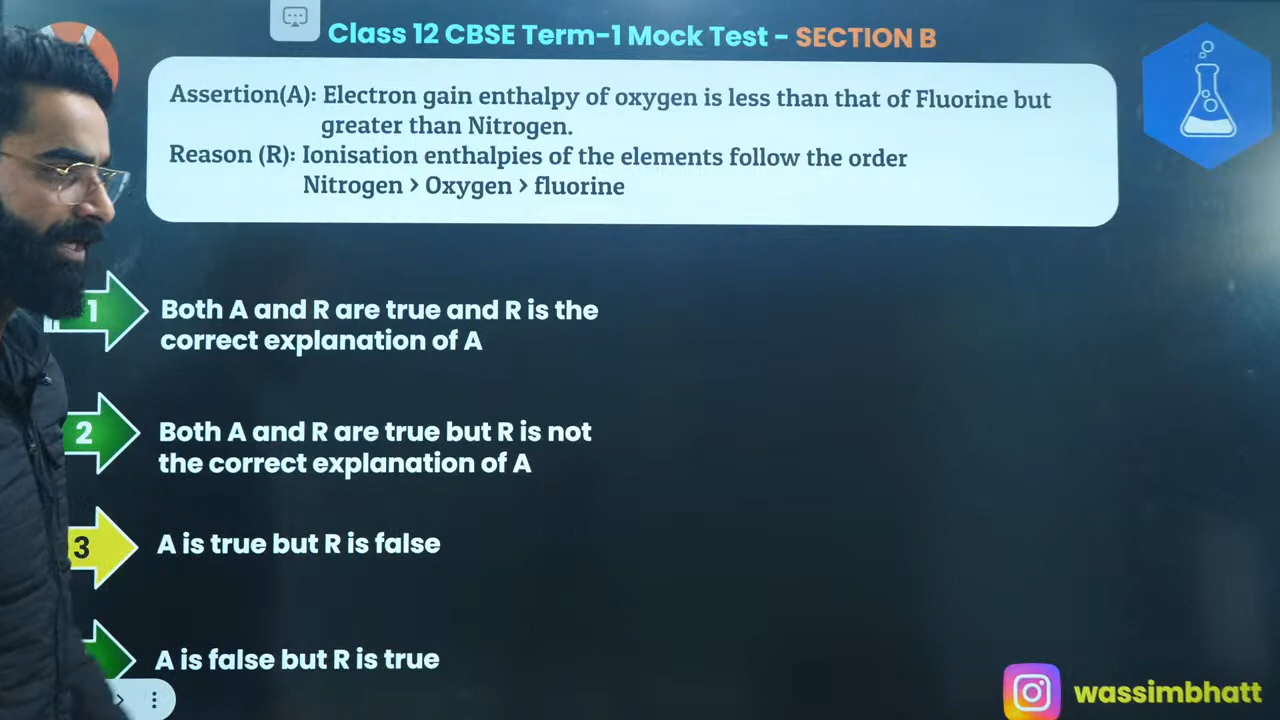 Class 12 CBSE Term-1 Mock Test - SECTION B
Assertion(A): Electron gain enthalpy of oxygen is less than that of Fluorine but
greater than Nitrogen.
Reason (R): Ionisation enthalpies of the elements follow the order
Nitrogen > Oxygen > fluorine
1
Both A and R are true and R is the
correct explanation of A
2
Both A and R are true but R is not
the correct explanation of A
3
A is true but R is false
A is false but R is true
wassimbhatt